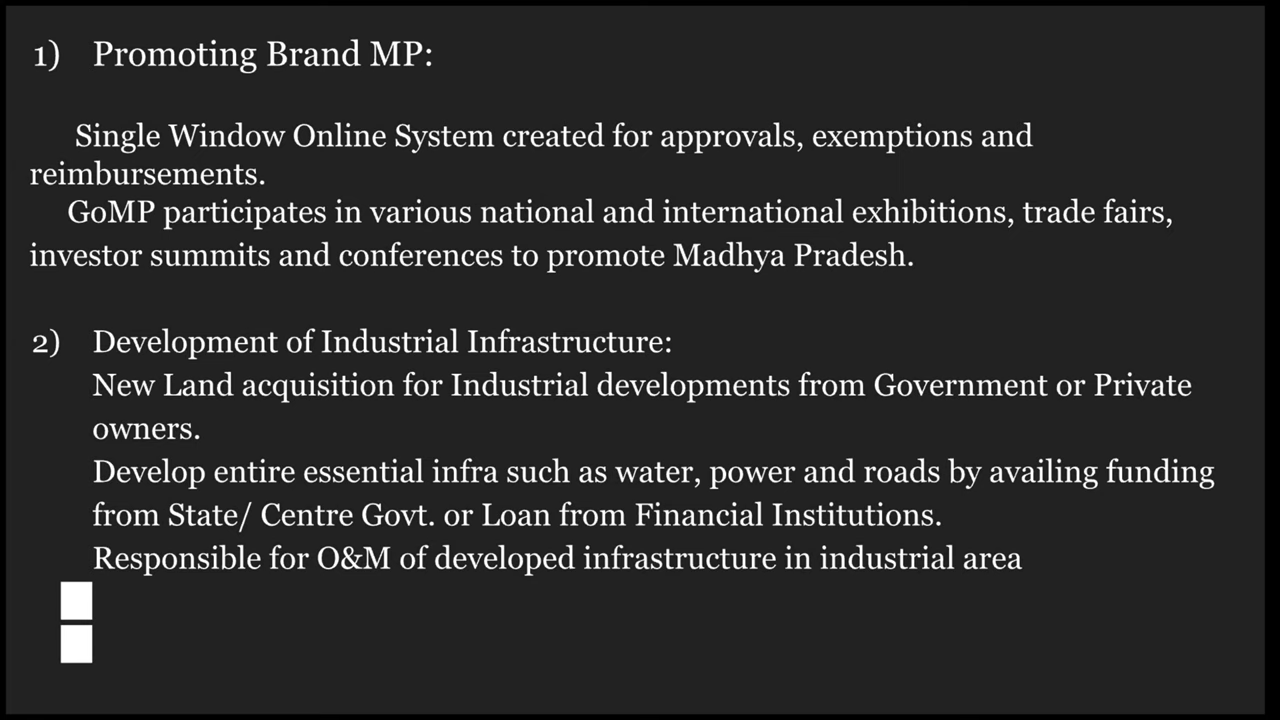 1) Promoting Brand MP:
Single Window Online System created for approvals, exemptions and
reimbursements.
GoMP participates in various national and international exhibitions, trade fairs,
investor summits and conferences to promote Madhya Pradesh.
2) Development of Industrial Infrastructure:
New Land acquisition for Industrial developments from Government or Private
owners.
Develop entire essential infra such as water, power and roads by availing funding
from State/ Centre Govt. or Loan from Financial Institutions.
Responsible for O&M of developed infrastructure in industrial area